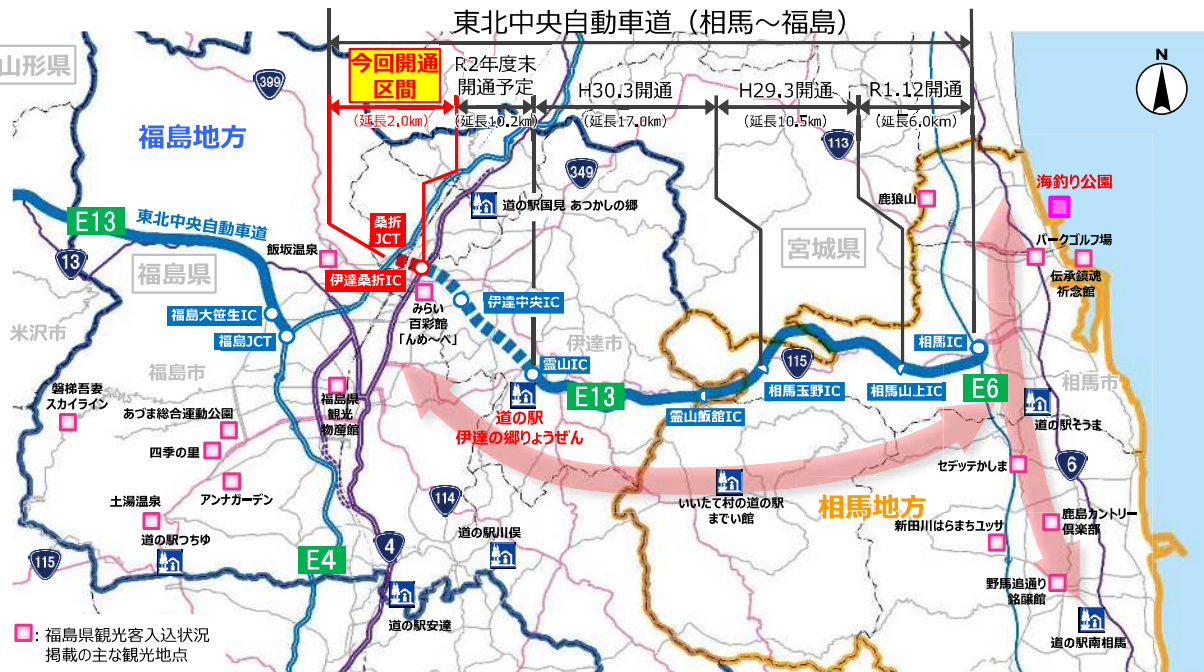 東北中央自動車道（相馬～福島）
今回開通
区間
(延長2.0km)
R2年度末
開通予定
(延長10.2km)
H30.3開通
(延長17.0km)
H29.3開通
(延長10.5km)
R1.12開通
(延長6.0km)
N
山形県
399
福島地方
113
349
鹿狼山
海釣り公園
道の駅国見 あつかしの郷
宮城県
パークゴルフ場
伝承鎮魂
祈念館
E13
東北中央自動車道
桑折
JCT
飯坂温泉
13
福島県
伊達桑折IC
伊達中央IC
みらい
百彩館
「んめ～べ」
福島大笹生IC
福島JCT
米沢市
伊達市
霊山IC
相馬IC
115
福島市
E13
相馬玉野IC
相馬山上IC
E6
相馬市
磐梯吾妻
スカイライン
あづま総合運動公園
福島県
観光
物産館
道の駅
伊達の郷りょうぜん
霊山飯舘IC
道の駅そうま
四季の里
アンナガーデン
セデッテかしま
6
土湯温泉
道の駅つちゆ
114
いいたて村の道の駅
までい館
相馬地方
新田川はらまちユッサ
鹿島カントリー
倶楽部
道の駅川俣
115
E4
4
野馬追通り
銘醸館
道の駅安達
道の駅南相馬
：福島県観光客入込状況
掲載の主な観光地点